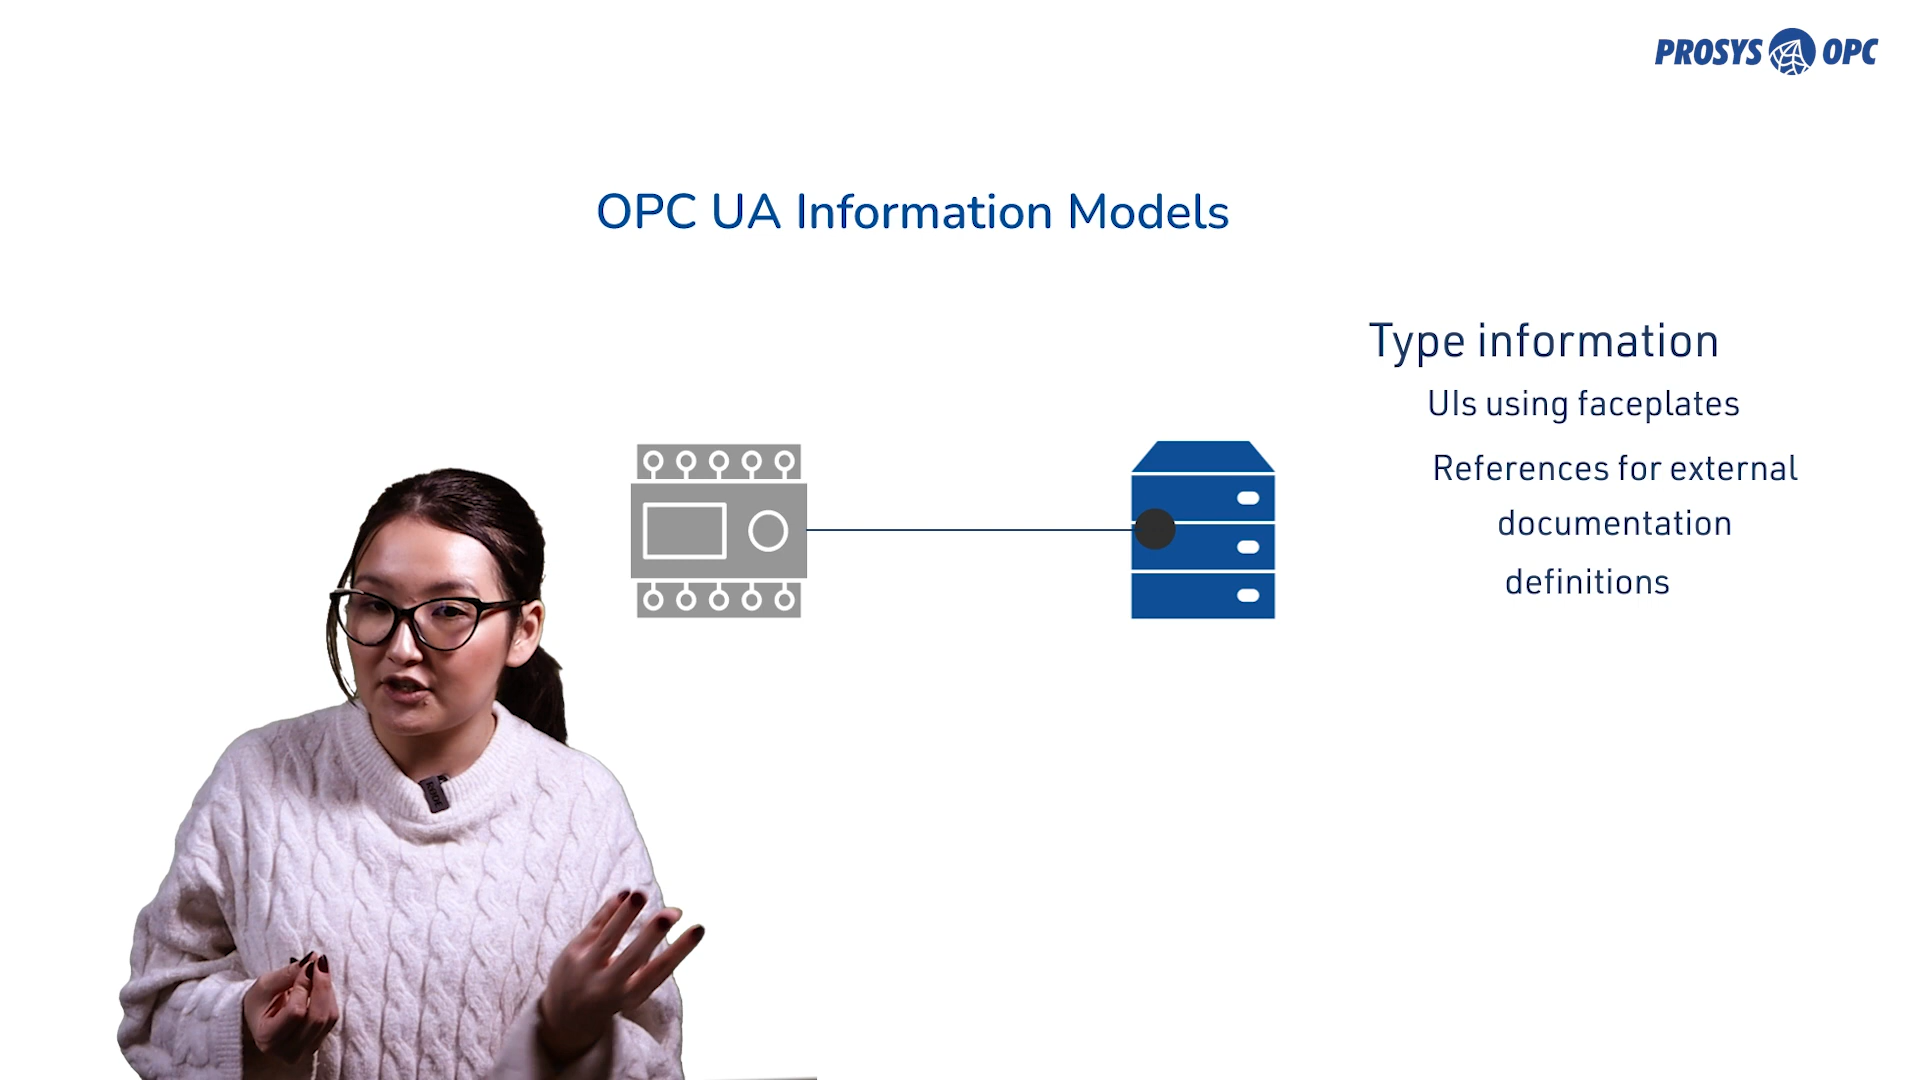 PROSYS OPC
OPC UA Information Models
Type information
UIs using faceplates
References for external
documentation
definitions